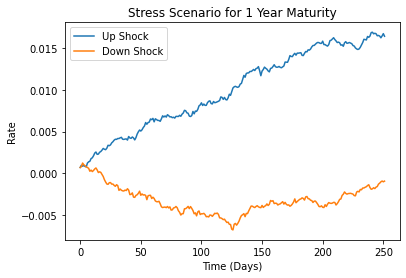 Stress Scenario for 1 Year Maturity
Up Shock
Down Shock
0.015
0.010
0.005
0.000
−0.005
Rate
0
50
100
150
200
250
Time (Days)